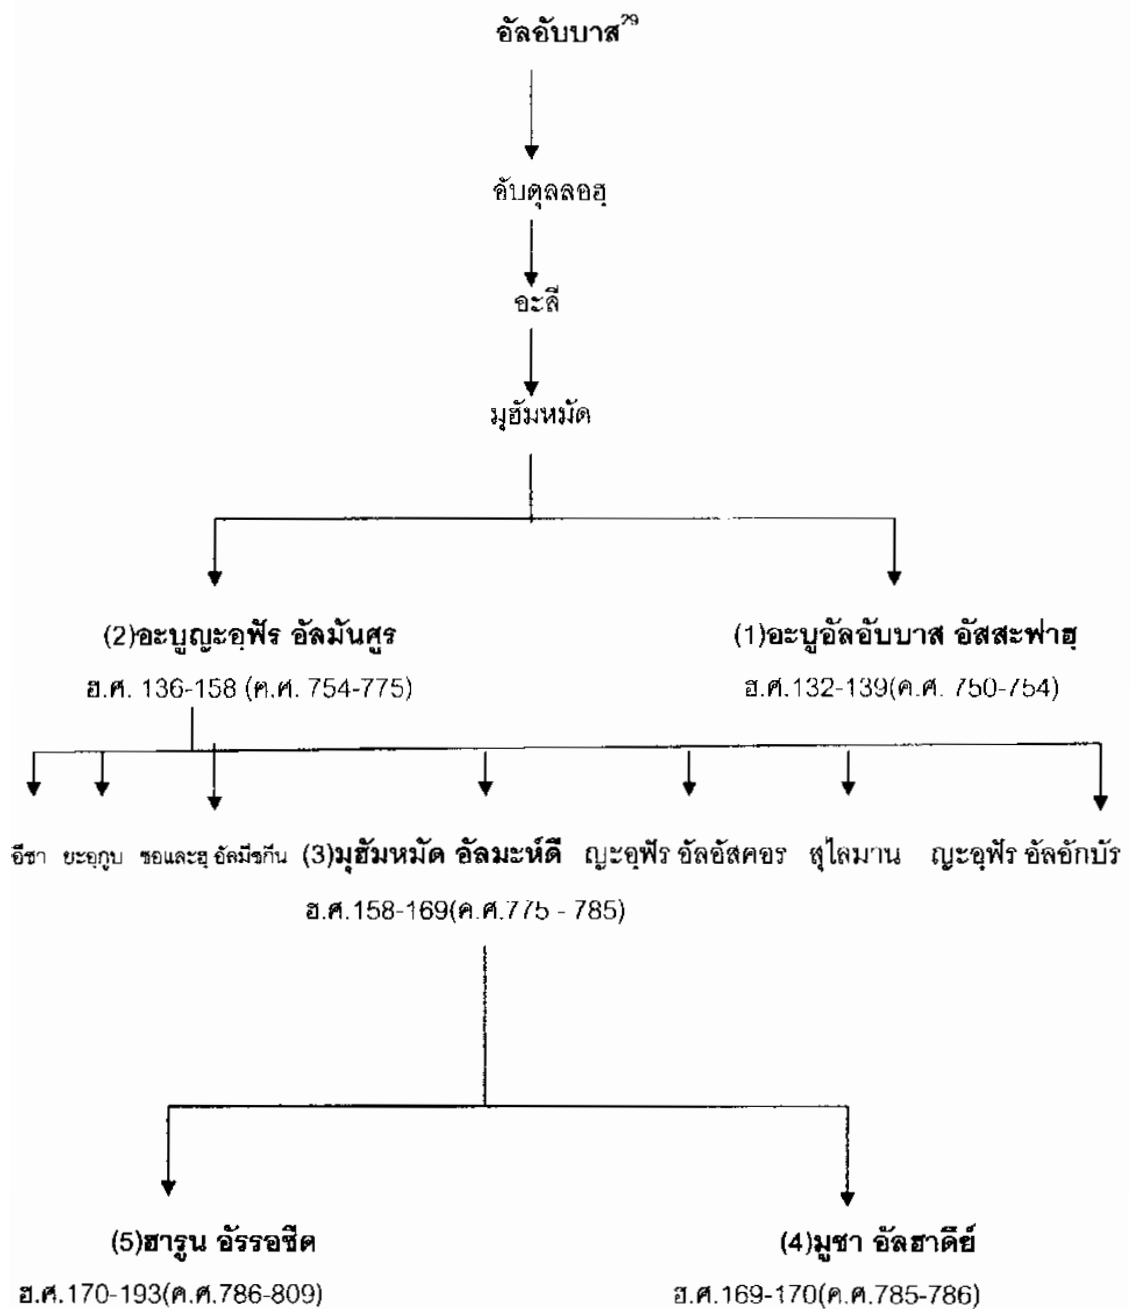 อัลอับบาส²⁹
อับดุลลอฮฺ
อะลี
มุฮัมหมัด
(2)อะบูญะอฺฟัร อัลมันศูร (1)อะบูอัลอับบาส อัสสะฟาฮฺ
ฮ.ศ. 136-158 (ค.ศ. 754-775) ฮ.ศ.132-139(ค.ศ. 750-754)
อีซา ยะอฺกูบ ซอและฮฺ อัลมีซกีน (3)มุฮัมหมัด อัลมะห์ดี ญะอฺฟัร อัลอัสคอร สุไลมาน ญะอฺฟัร อัลอักบัร
ฮ.ศ.158-169(ค.ศ.775 - 785)
(5)ฮารูน อัรรอชีด (4)มูซา อัลฮาดีย์
ฮ.ศ.170-193(ค.ศ.786-809) ฮ.ศ.169-170(ค.ศ.785-786)